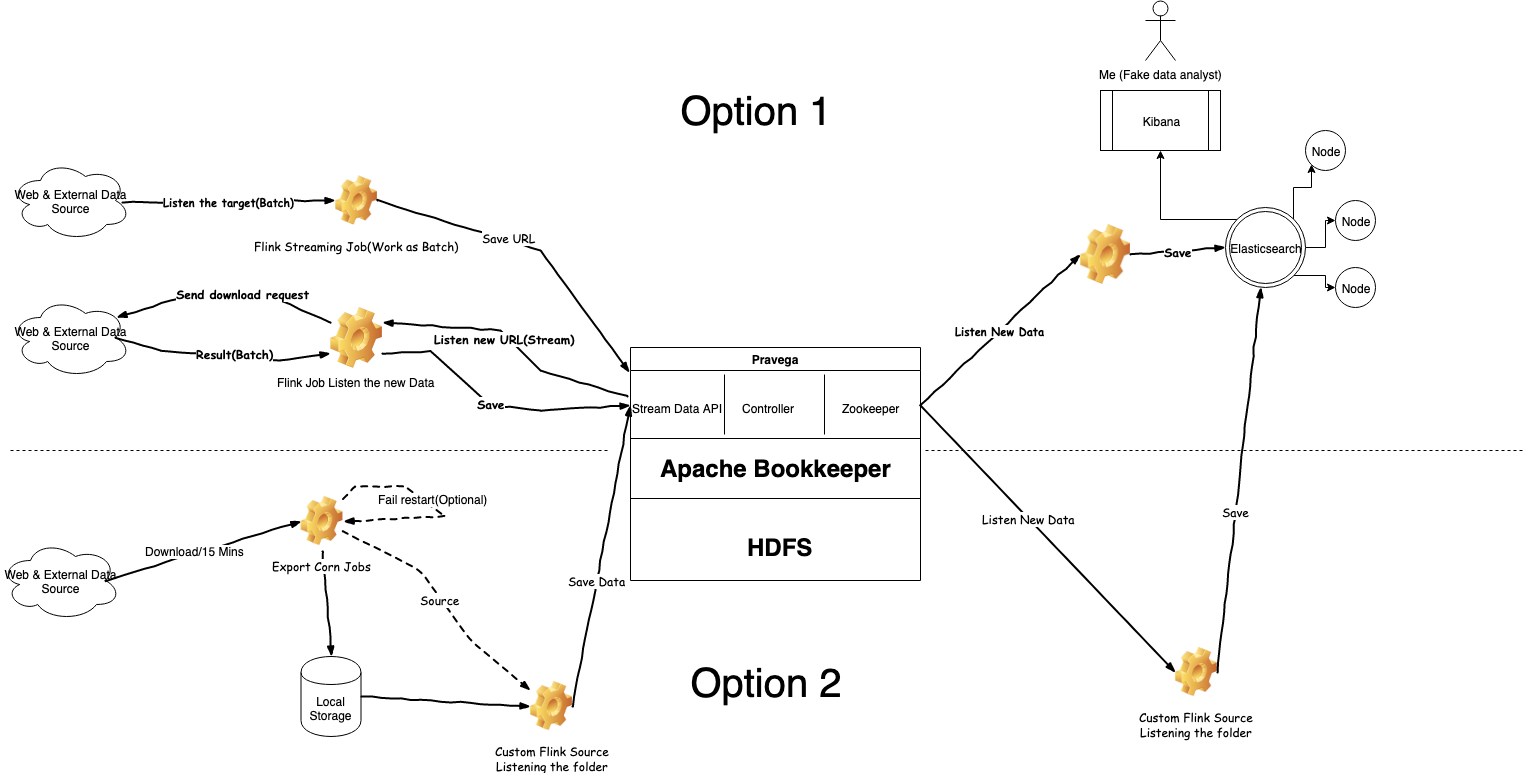 Me (Fake data analyst)
Option 1
Kibana
Node
Web & External Data
Source
Listen the target(Batch)
Flink Streaming Job(Work as Batch)
Save URL
Node
Save
Elasticsearch
Node
Send download request
Web & External Data
Source
Result(Batch)
Listen new URL(Stream)
Flink Job Listen the new Data
Save
Listen New Data
Pravega
Stream Data API
Controller
Zookeeper
Apache Bookkeeper
HDFS
Fail restart(Optional)
Download/15 Mins
Export Corn Jobs
Web & External Data
Source
Source
Save Data
Listen New Data
Save
Option 2
Local
Storage
Custom Flink Source
Listening the folder
Custom Flink Source
Listening the folder